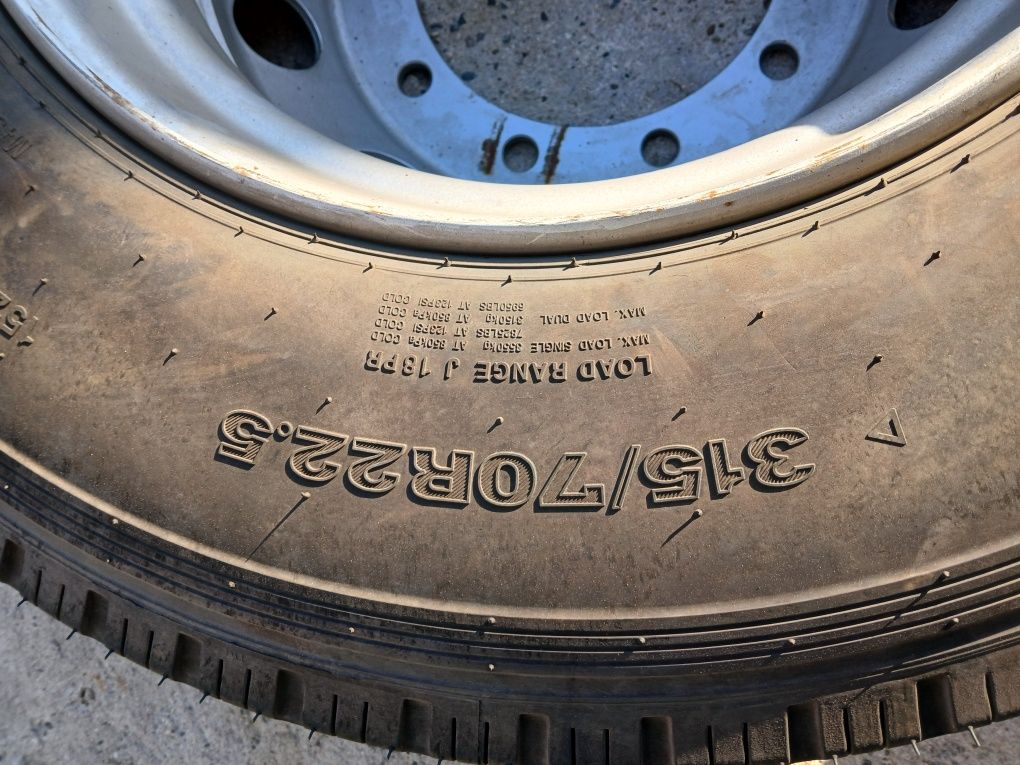 315/70R22.5
LOAD RANGE J 18PR
MAX. LOAD SINGLE 3550kg AT 850kPa COLD
7825LBS AT 123PSI COLD
MAX. LOAD DUAL 3150kg AT 850kPa COLD
6950LBS AT 123PSI COLD